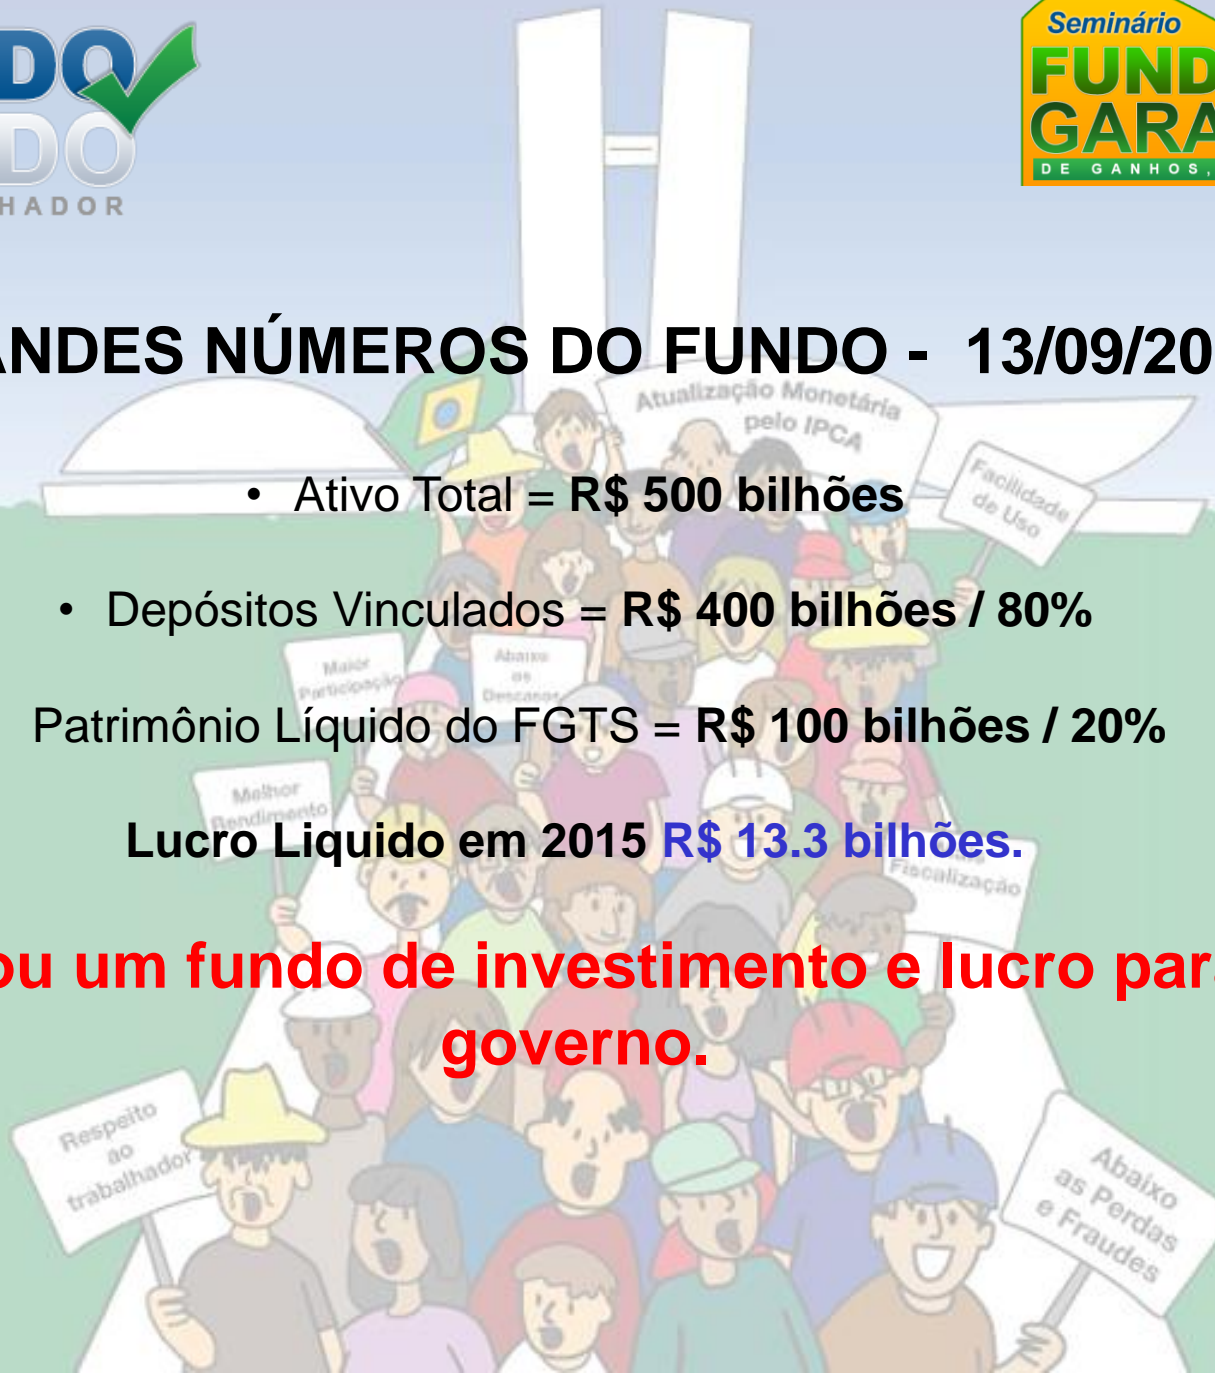 DO
DO
HADOR
Seminário
FUND
GARA
DE GANHOS,
ANDES NÚMEROS DO FUNDO - 13/09/20
Atualização Monetária
pelo IPCA
Facilidade
de Uso
• Ativo Total = R$ 500 bilhões
• Depósitos Vinculados = R$ 400 bilhões / 80%
Maior
Participação
Abaixo
os
Descasos
Patrimônio Líquido do FGTS = R$ 100 bilhões / 20%
Melhor
Rendimento
Lucro Liquido em 2015 R$ 13.3 bilhões.
Fiscalização
ou um fundo de investimento e lucro para
governo.
Respeito
ao
trabalhador
Abaixo
as Perdas
e Fraudes